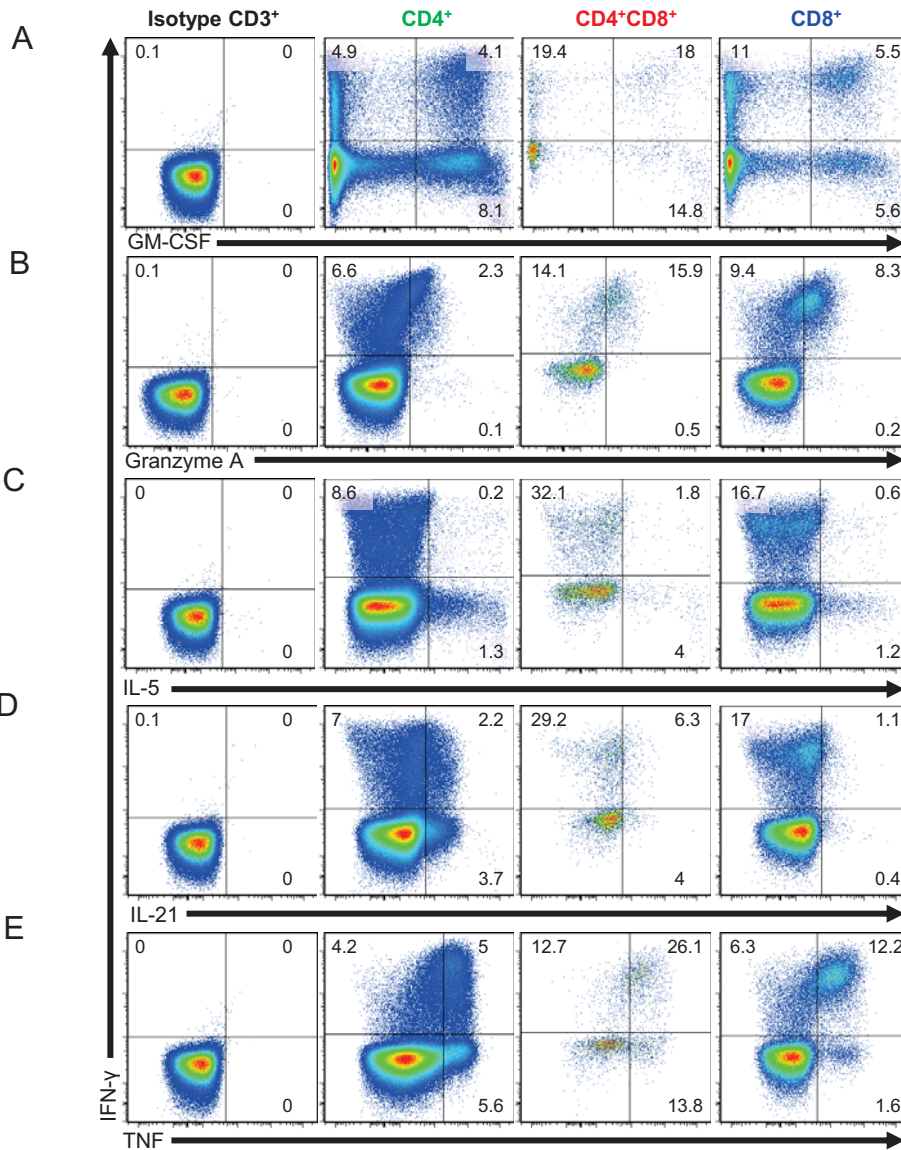 Isotype CD3⁺ CD4⁺ CD4⁺CD8⁺ CD8⁺
A
0.1 0 4.9 4.1 19.4 18 11 5.5
0 8.1 14.8 5.6
GM-CSF
B
0.1 0 6.6 2.3 14.1 15.9 9.4 8.3
0 0.1 0.5 0.2
Granzyme A
C
0 0 8.6 0.2 32.1 1.8 16.7 0.6
0 1.3 4 1.2
IL-5
D
0.1 0 7 2.2 29.2 6.3 17 1.1
0 3.7 4 0.4
IL-21
E
0 0 4.2 5 12.7 26.1 6.3 12.2
0 5.6 13.8 1.6
IFN-γ
TNF